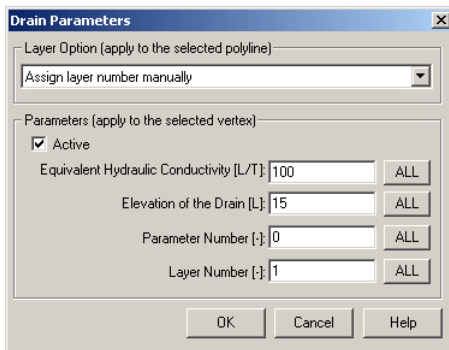 Drain Parameters
Layer Option (apply to the selected polyline)
Assign layer number manually
Parameters (apply to the selected vertex)
Active
Equivalent Hydraulic Conductivity [L/T]: 100 ALL
Elevation of the Drain [L]: 15 ALL
Parameter Number [-]: 0 ALL
Layer Number [-]: 1 ALL
OK Cancel Help